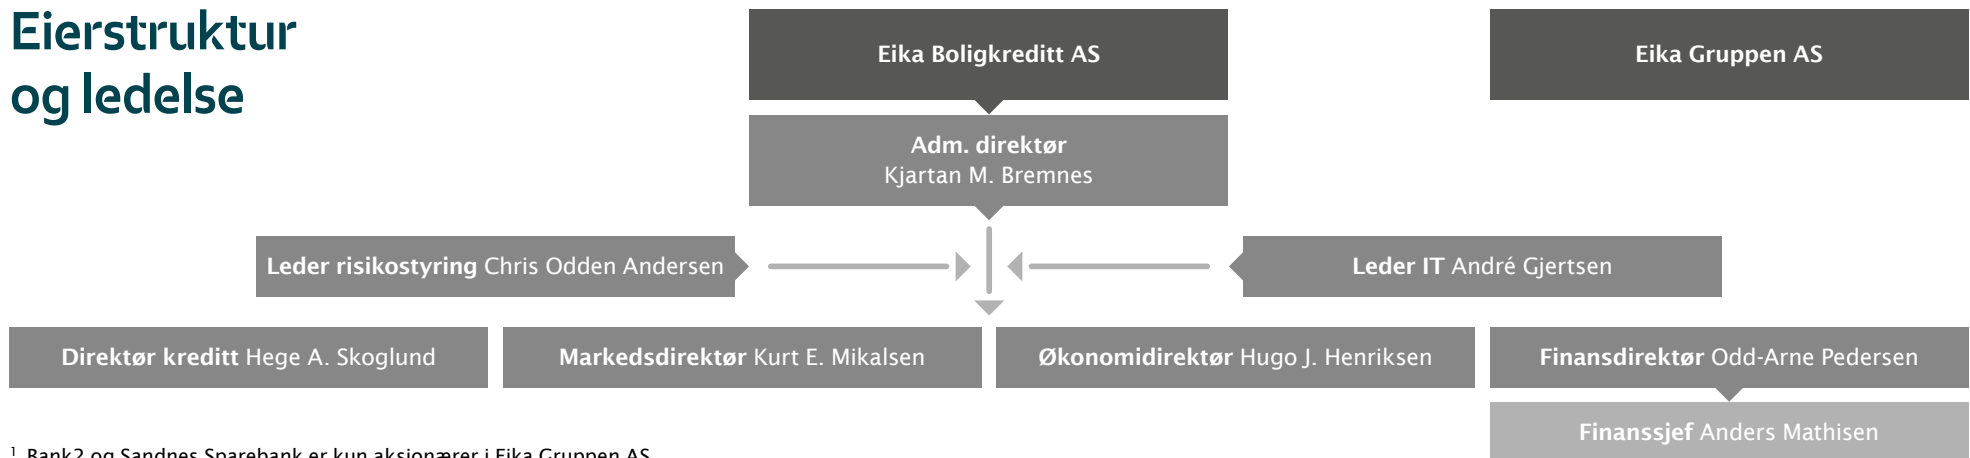 Eierstruktur
og ledelse
Eika Boligkreditt AS
Eika Gruppen AS
Adm. direktør
Kjartan M. Bremnes
Leder risikostyring Chris Odden Andersen
Leder IT André Gjertsen
Direktør kreditt Hege A. Skoglund
Markedsdirektør Kurt E. Mikalsen
Økonomidirektør Hugo J. Henriksen
Finansdirektør Odd-Arne Pedersen
Finanssjef Anders Mathisen
1 Bank2 og Sandnes Sparebank er kun aksjonærer i Eika Gruppen AS